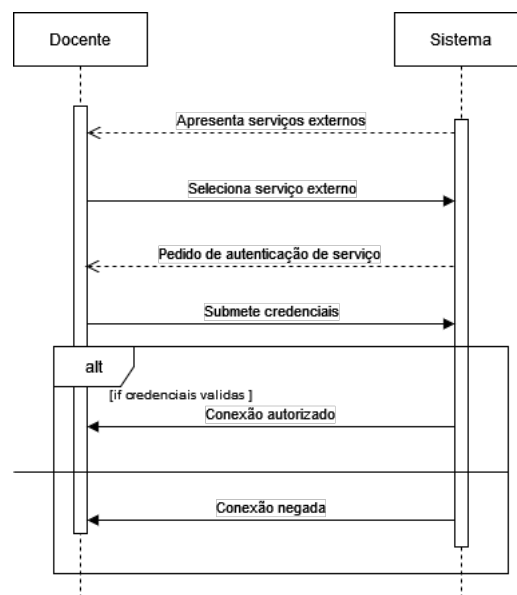 Docente
Sistema
Apresenta serviços externos
Seleciona serviço externo
Pedido de autenticação de serviço
Submete credenciais
alt
[if credenciais validas ]
Conexão autorizado
Conexão negada